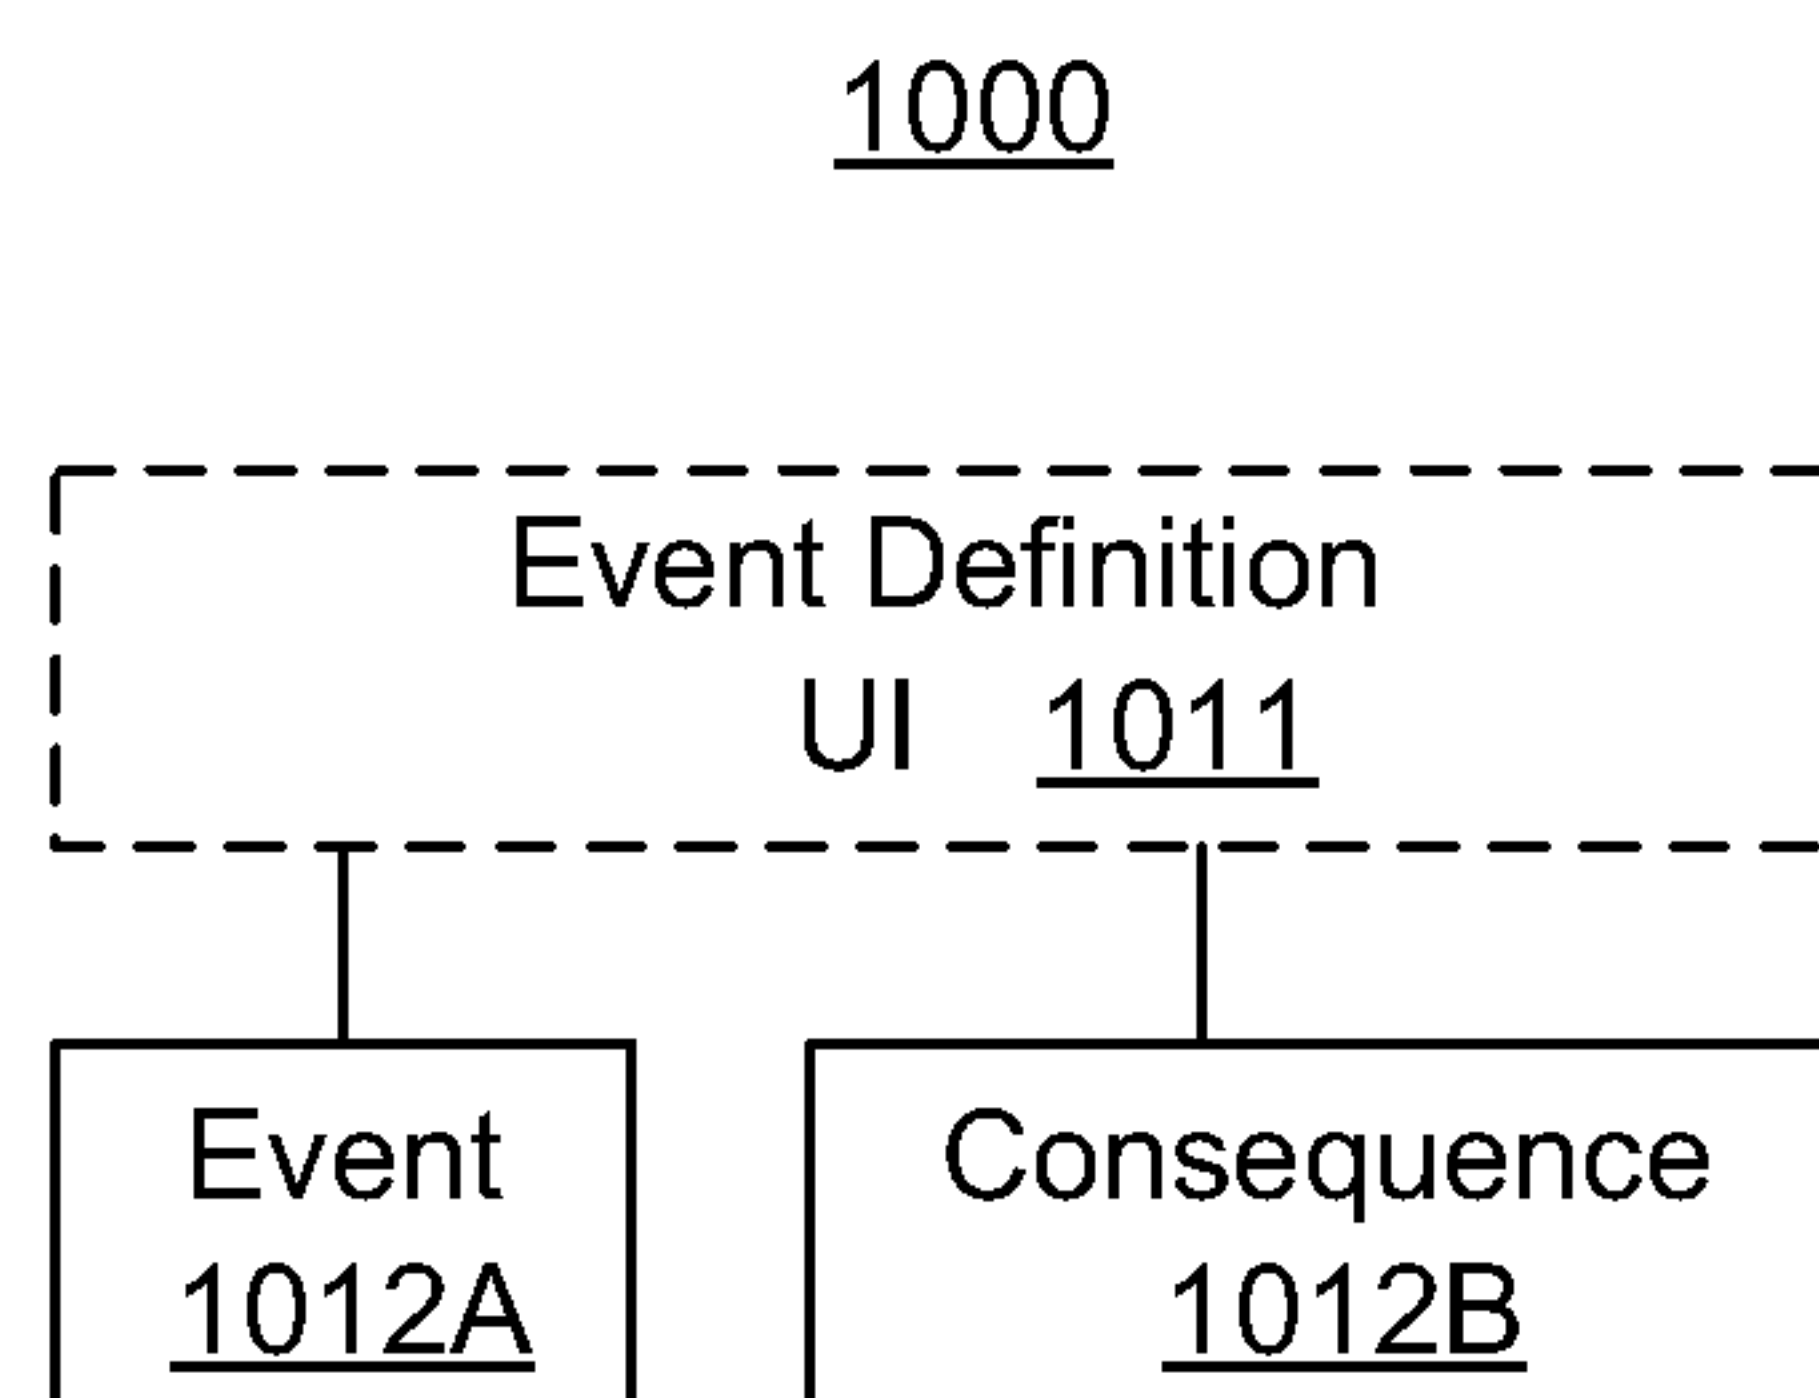 1000
Event Definition
UI 1011
Event
1012A
Consequence
1012B